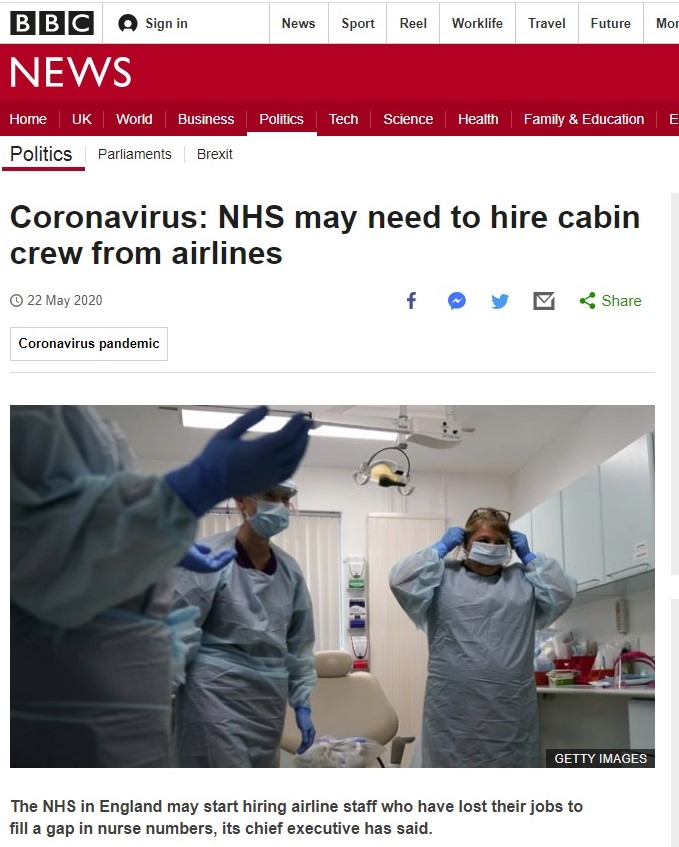 BBC Sign in News Sport Reel Worklife Travel Future
NEWS
Home UK World Business Politics Tech Science Health Family & Education
Politics Parliaments Brexit
Coronavirus: NHS may need to hire cabin
crew from airlines
22 May 2020 Share
Coronavirus pandemic
GETTY IMAGES
The NHS in England may start hiring airline staff who have lost their jobs to
fill a gap in nurse numbers, its chief executive has said.